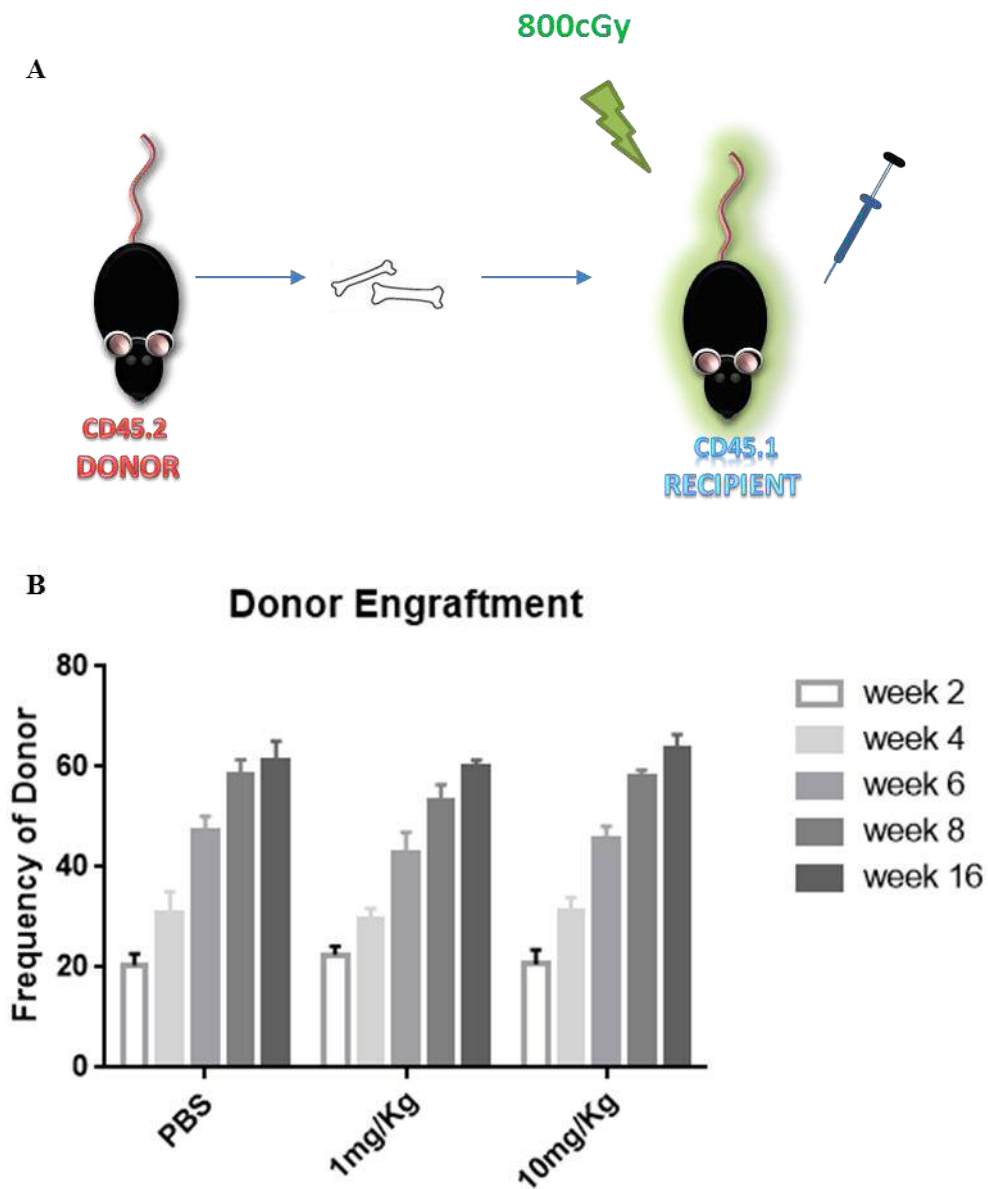 800cGy
A
CD45.2
DONOR
CD45.1
RECIPIENT
B
Donor Engraftment
Frequency of Donor
80
60
40
20
0
PBS
1mg/Kg
10mg/Kg
week 2
week 4
week 6
week 8
week 16